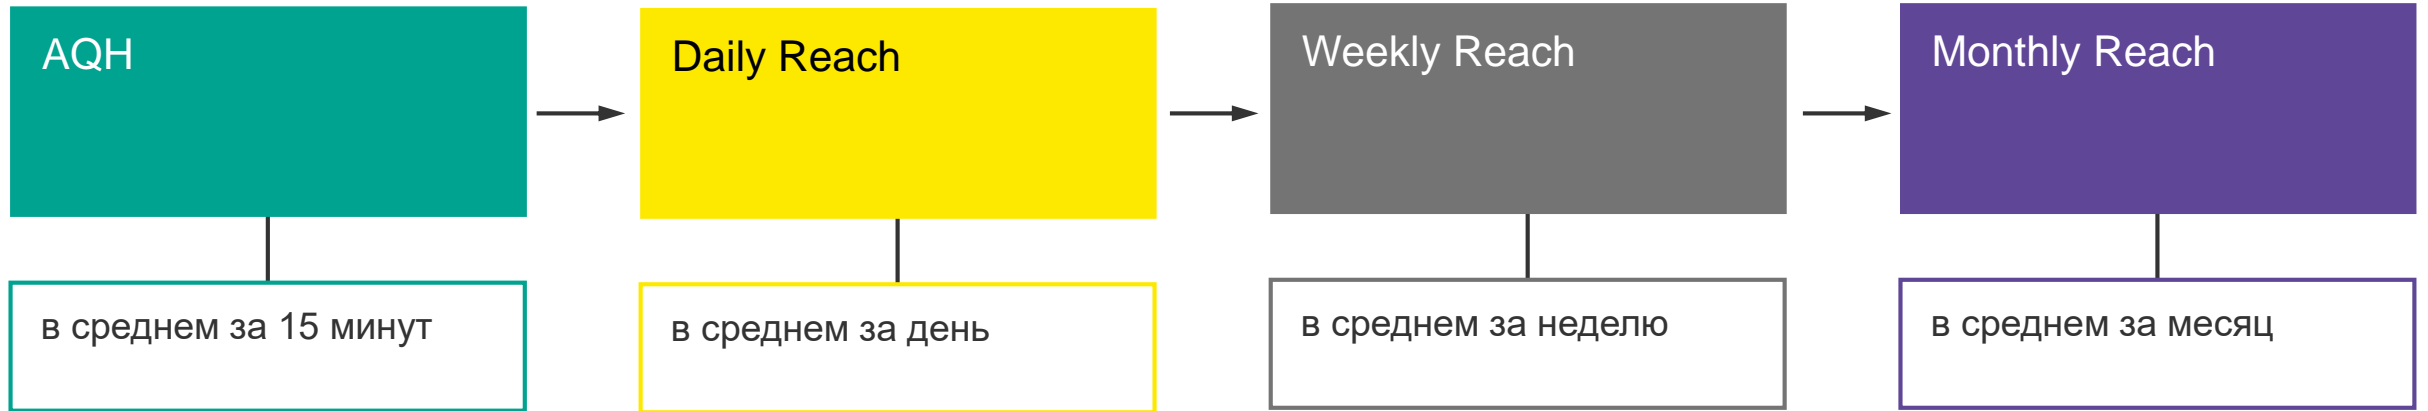 AQH
Daily Reach
Weekly Reach
Monthly Reach
в среднем за 15 минут
в среднем за день
в среднем за неделю
в среднем за месяц